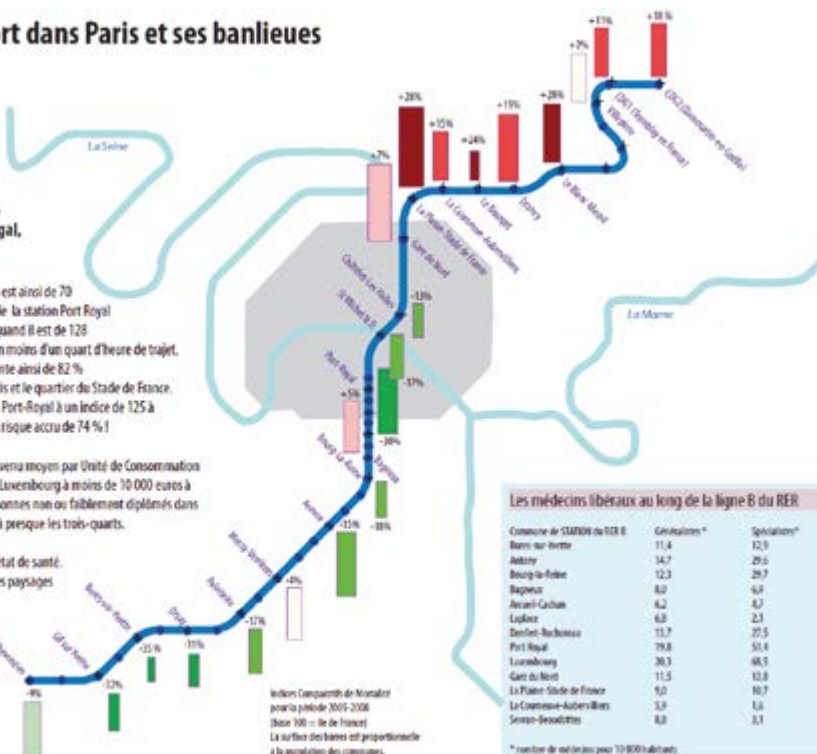 rt dans Paris et ses banlieues
+11%
+18 %
+2%
+28%
+28%
+15%
+24%
+19%
+7%
CDG2 (Dammartin-en-Goële)
CDG1 (Tremblay en France)
Villepinte
Le Blanc Mesnil
Drancy
Le Bourget
La Courneuve-Aubervilliers
La Plaine-Stade de France
Gare du Nord
Châtelet Les Halles
St Michel N.D.
Port Royal
La Seine
La Marne
gal,
est ainsi de 70
le la station Port Royal
quand il est de 128
n moins d'un quart d'heure de trajet,
nte ainsi de 82 %
is et le quartier du Stade de France.
Port-Royal à un indice de 125 à
risque accru de 74 % !
venu moyen par Unité de Consommation
Luxembourg à moins de 10 000 euros à
onnes non ou faiblement diplômés dans
à presque les trois-quarts.
état de santé.
es paysages
-13%
-17%
+5%
-30%
Bourg-La-Reine
Bagneux
-18%
Antony
-15%
Massy-Verrières
-4%
Palaiseau
-17%
Orsay
-31%
Bures-sur-Yvette
-35 %
Gif sur Yvette
-32%
-9%
Indices Comparatifs de Mortalité
pour la période 2005-2008
(base 100 = Ile de France)
La surface des barres est proportionnelle
à la population des communes.
Les médecins libéraux au long de la ligne B du RER
Commune de STATION du RER B Généralistes* Spécialistes*
Bures-sur-Yvette 11,4 12,9
Antony 14,7 29,6
Bourg-la-Reine 12,3 29,7
Bagneux 8,0 6,9
Arcueil-Cachan 6,2 4,7
Laplace 6,8 2,1
Denfert-Rochereau 13,7 27,5
Port Royal 19,8 51,4
Luxembourg 20,3 68,5
Gare du Nord 11,5 12,8
La Plaine-Stade de France 9,0 10,7
La Courneuve-Aubervilliers 5,9 1,6
Sevran-Beaudottes 8,0 3,1
* nombre de médecins pour 10 000 habitants